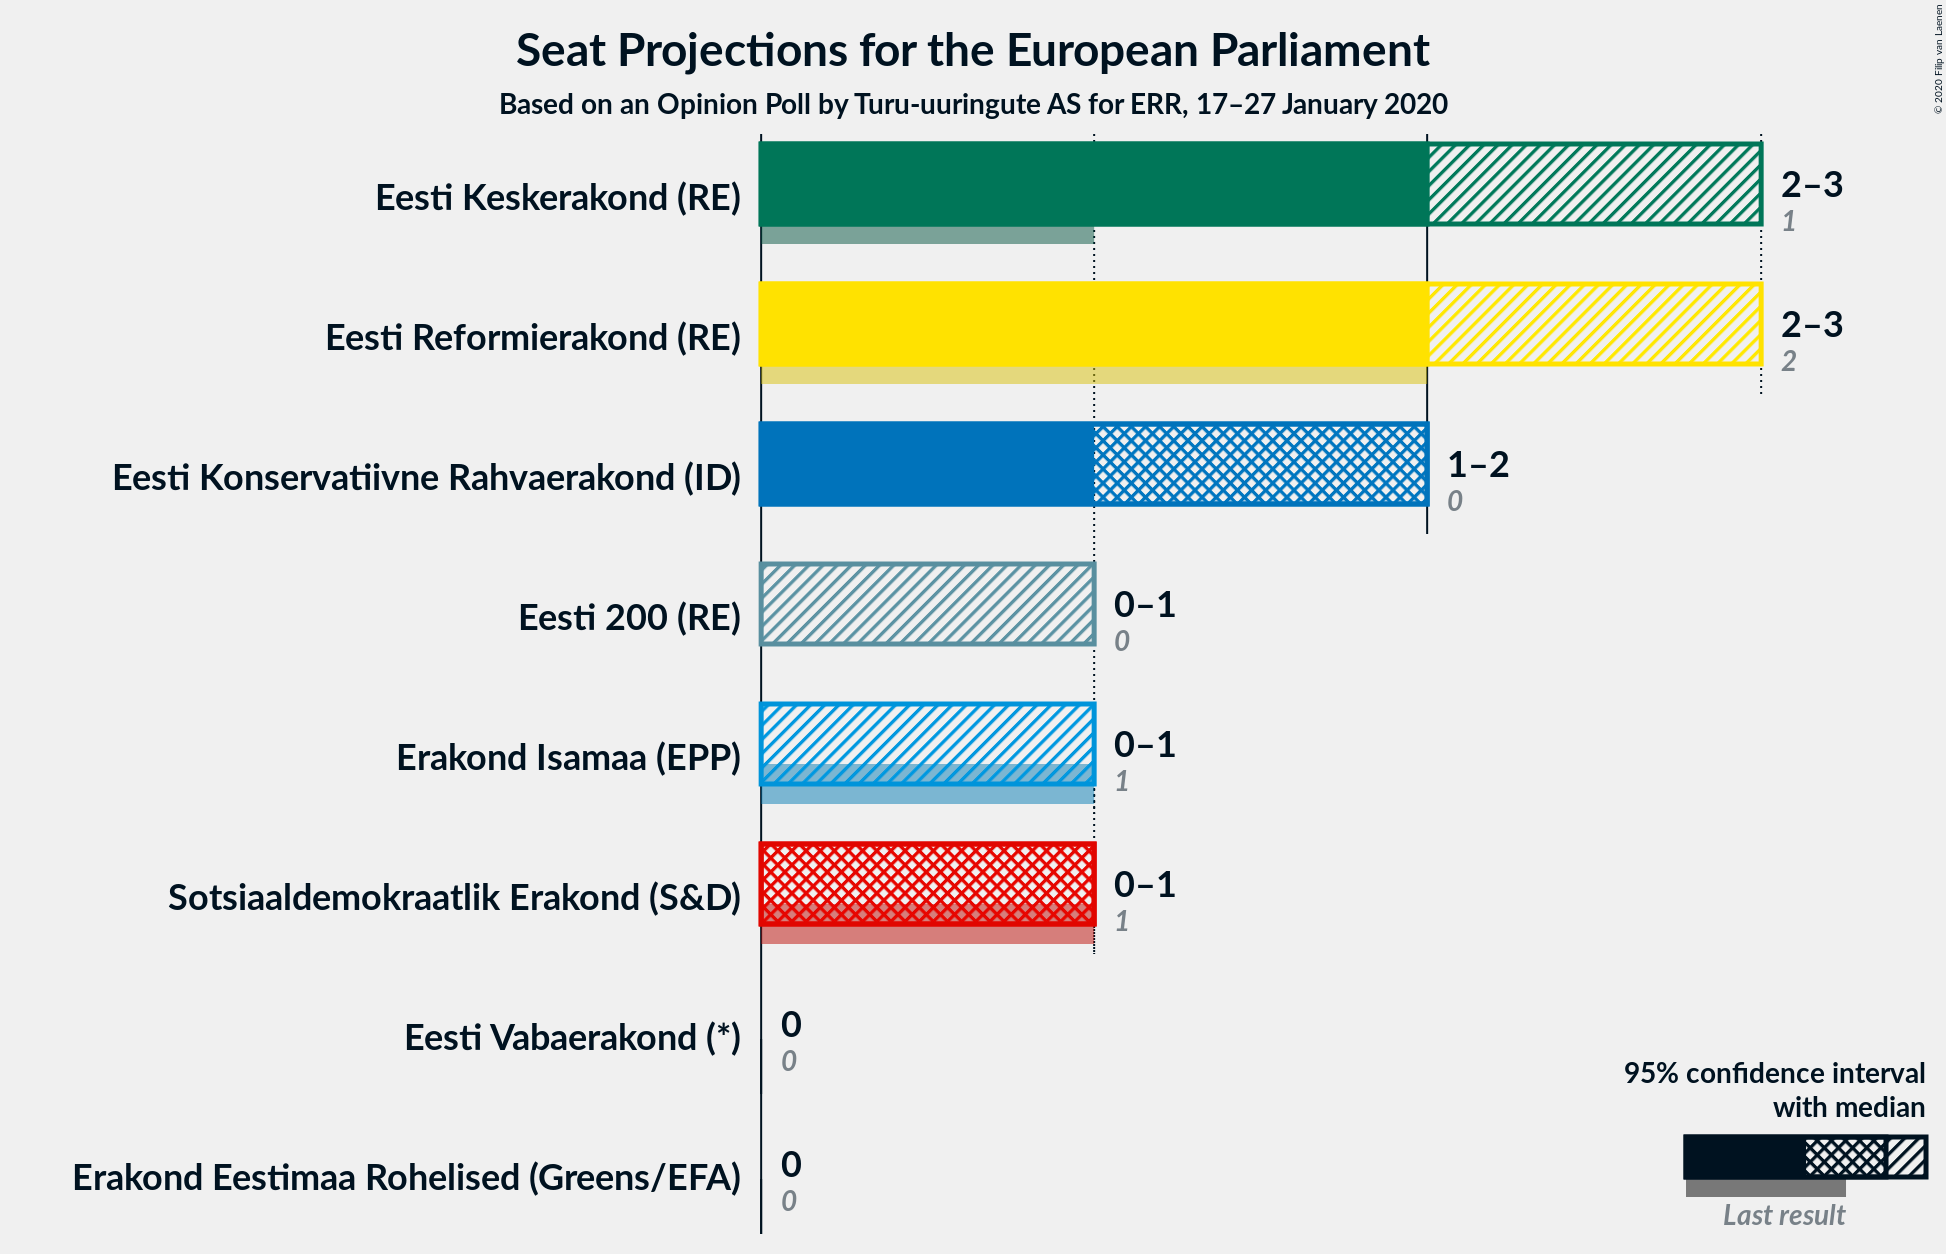 Seat Projections for the European Parliament
Based on an Opinion Poll by Turu-uuringute AS for ERR, 17–27 January 2020
© 2020 Filip van Laenen
Eesti Keskerakond (RE)
2–3
1
Eesti Reformierakond (RE)
2–3
2
Eesti Konservatiivne Rahvaerakond (ID)
1–2
0
Eesti 200 (RE)
0–1
0
Erakond Isamaa (EPP)
0–1
1
Sotsiaaldemokraatlik Erakond (S&D)
0–1
1
Eesti Vabaerakond (*)
0
0
Erakond Eestimaa Rohelised (Greens/EFA)
0
0
95% confidence interval
with median
Last result